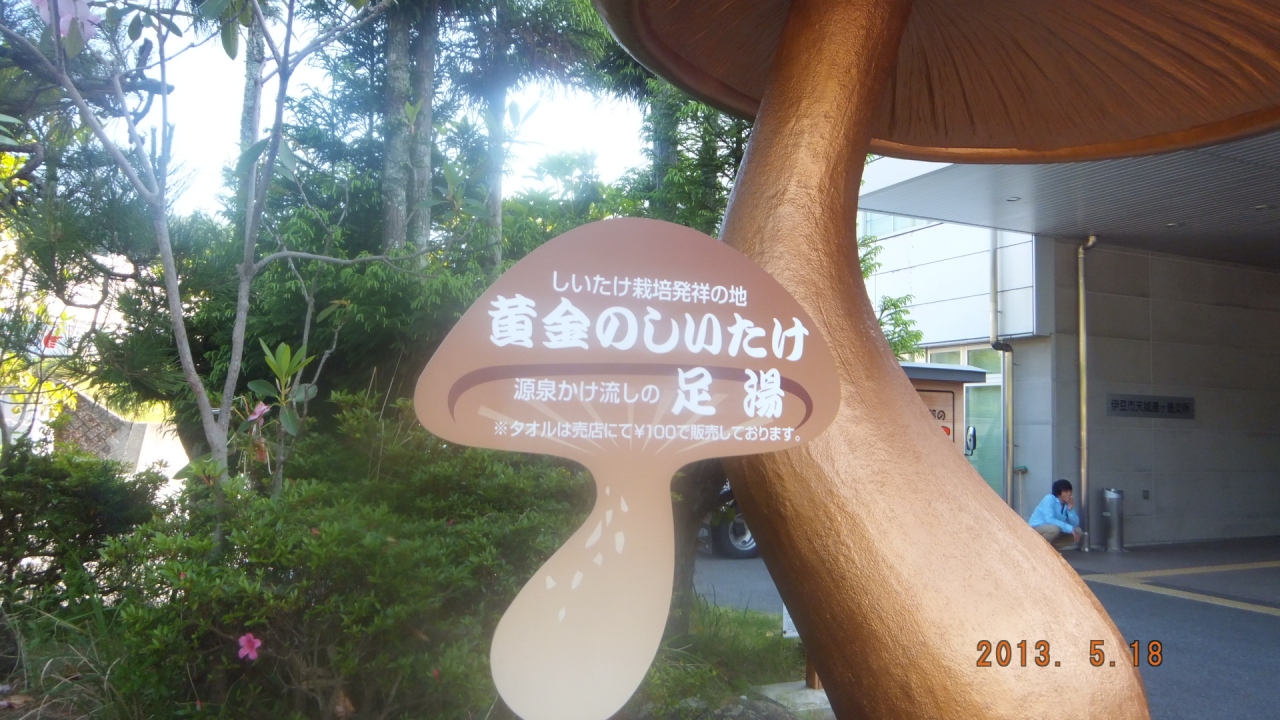 しいたけ栽培発祥の地
黄金のしいたけ
源泉かけ流しの 足 湯
※タオルは売店にて¥100で販売しております。
2013. 5.18